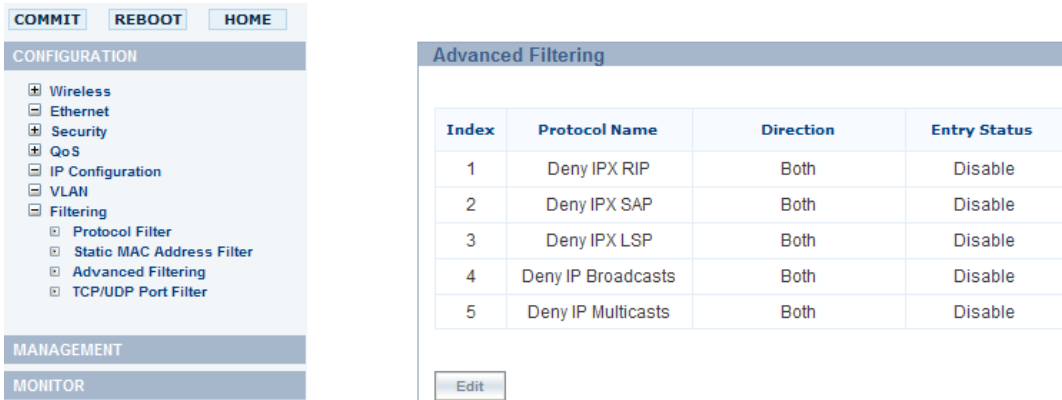 COMMIT REBOOT HOME
CONFIGURATION
Wireless
Ethernet
Security
QoS
IP Configuration
VLAN
Filtering
Protocol Filter
Static MAC Address Filter
Advanced Filtering
TCP/UDP Port Filter
MANAGEMENT
MONITOR
Advanced Filtering
Index Protocol Name Direction Entry Status
1 Deny IPX RIP Both Disable
2 Deny IPX SAP Both Disable
3 Deny IPX LSP Both Disable
4 Deny IP Broadcasts Both Disable
5 Deny IP Multicasts Both Disable
Edit